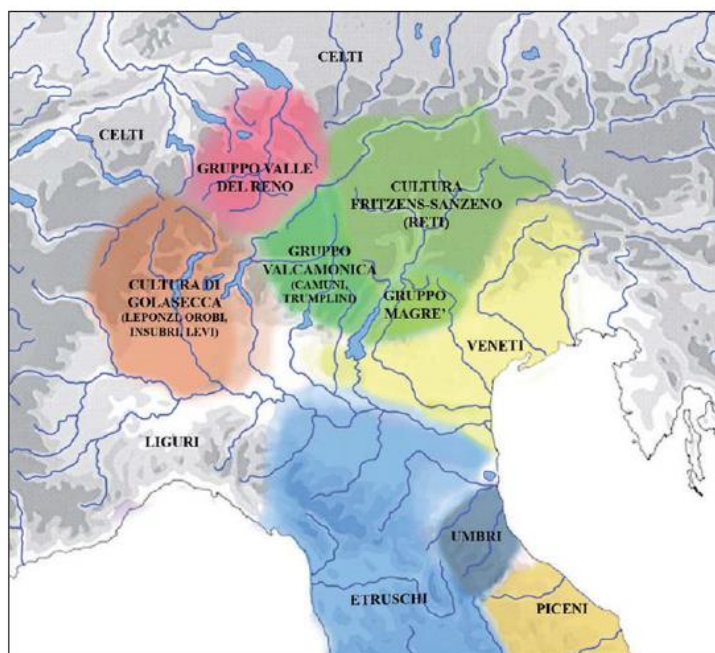 CELTI
CELTI
GRUPPO VALLE
DEL RENO
CULTURA
FRITZENS-SANZENO
(RETI)
GRUPPO
VALCAMONICA
(CAMUNI,
TRUMPLINI)
CULTURA DI
GOLASECCA
(LEPONZI, OROBI,
INSUBRI, LEVI)
GRUPPO
MAGRE'
VENETI
LIGURI
UMBRI
ETRUSCHI
PICENI